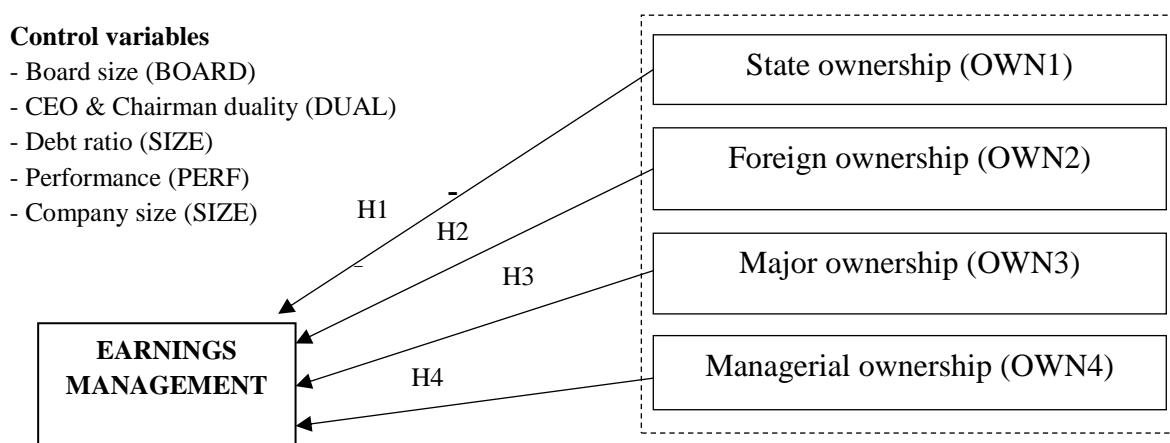 Control variables
- Board size (BOARD)
- CEO & Chairman duality (DUAL)
- Debt ratio (SIZE)
- Performance (PERF)
- Company size (SIZE)
State ownership (OWN1)
Foreign ownership (OWN2)
Major ownership (OWN3)
Managerial ownership (OWN4)
-
H1
H2
-
H3
H4
EARNINGS
MANAGEMENT